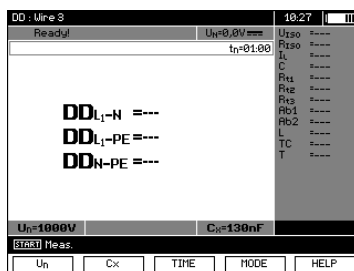 DD : Wire 3 10:27
Ready! UN=0,0V
tn=01:00
UISO =---
RISO =---
IL =---
C =---
Rt1 =---
Rt2 =---
Rt3 =---
Ab1 =---
Ab2 =---
L =---
TC =---
T =---
DDL1-N =---
DDL1-PE =---
DDN-PE =---
Un=1000V CX=130nF
START Meas.
Un Cx TIME MODE HELP